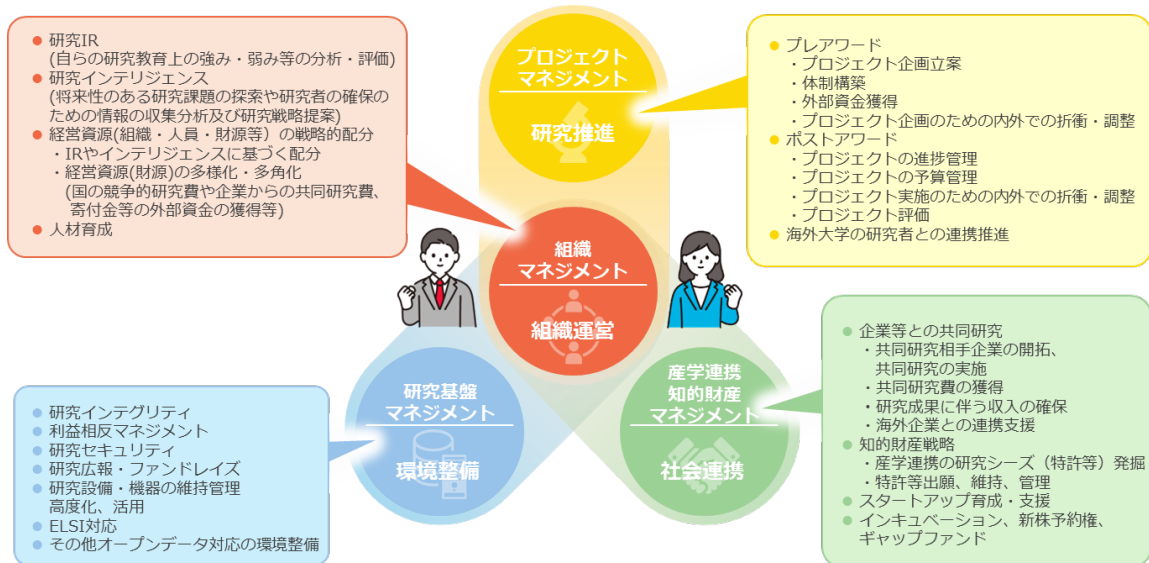 ● 研究IR
(自らの研究教育上の強み・弱み等の分析・評価)
● 研究インテリジェンス
(将来性のある研究課題の探索や研究者の確保の
ための情報の収集分析及び研究戦略提案)
● 経営資源(組織・人員・財源等）の戦略的配分
・IRやインテリジェンスに基づく配分
・経営資源(財源)の多様化・多角化
(国の競争的研究費や企業からの共同研究費、
寄付金等の外部資金の獲得等)
● 人材育成
プロジェクト
マネジメント
研究推進
● プレアワード
・プロジェクト企画立案
・体制構築
・外部資金獲得
・プロジェクト企画のための内外での折衝・調整
● ポストアワード
・プロジェクトの進捗管理
・プロジェクトの予算管理
・プロジェクト実施のための内外での折衝・調整
・プロジェクト評価
● 海外大学の研究者との連携推進
組織
マネジメント
組織運営
研究基盤
マネジメント
環境整備
産学連携
知的財産
マネジメント
社会連携
● 研究インテグリティ
● 利益相反マネジメント
● 研究セキュリティ
● 研究広報・ファンドレイズ
● 研究設備・機器の維持管理
高度化、活用
● ELSI対応
● その他オープンデータ対応の環境整備
● 企業等との共同研究
・共同研究相手企業の開拓、
共同研究の実施
・共同研究費の獲得
・研究成果に伴う収入の確保
・海外企業との連携支援
● 知的財産戦略
・産学連携の研究シーズ（特許等）発掘
・特許等出願、維持、管理
● スタートアップ育成・支援
● インキュベーション、新株予約権、
ギャップファンド